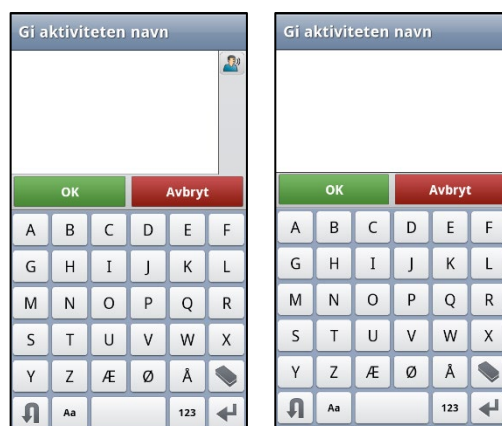 Gi aktiviteten navn
OK Avbryt
A B C D E F
G H I J K L
M N O P Q R
S T U V W X
Y Z Æ Ø Å
Aa 123
Gi aktiviteten navn
OK Avbryt
A B C D E F
G H I J K L
M N O P Q R
S T U V W X
Y Z Æ Ø Å
Aa 123